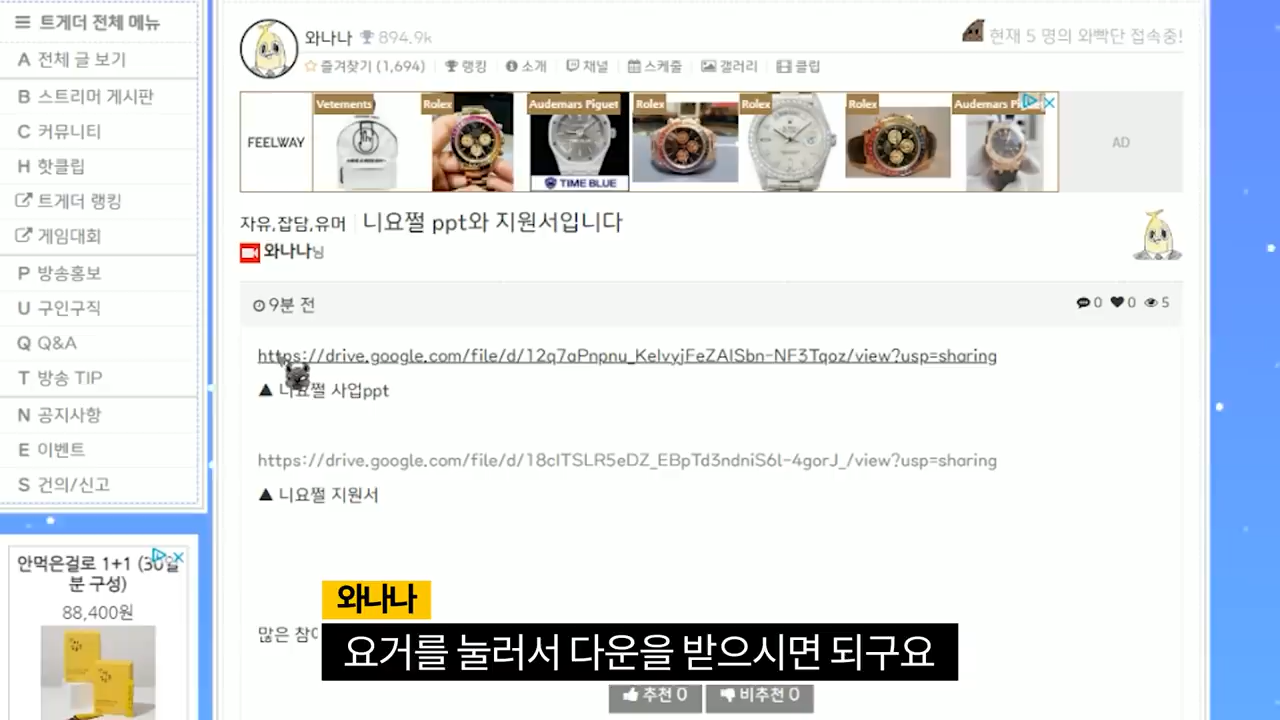 트게더 전체 메뉴
A 전체 글 보기
B 스트리머 게시판
C 커뮤니티
H 핫클립
트게더 랭킹
게임대회
P 방송홍보
U 구인구직
Q Q&A
T 방송 TIP
N 공지사항
E 이벤트
S 건의/신고
안먹은걸로 1+1 (30일
분 구성)
88,400원
와나나 894.9k
현재 5 명의 와빡단 접속중!
즐겨찾기 (1,694) 랭킹 소개 채널 스케줄 갤러리 클립
FEELWAY
Vetements Rolex Audemars Piguet Rolex Rolex Rolex Audemars
TIME BLUE
AD
자유,잡담,유머 니요쩔 ppt와 지원서입니다
와나나님
9분 전
0 0 5
https://drive.google.com/file/d/12q7aPnpnu_KelvyjFeZAISbn-NF3Tqoz/view?usp=sharing
▲ 니요쩔 사업ppt
https://drive.google.com/file/d/18cITSLR5eDZ_EBpTd3ndniS6l-4gorJ_/view?usp=sharing
▲ 니요쩔 지원서
많은
와나나
요거를 눌러서 다운을 받으시면 되구요
추천 0 비추천 0